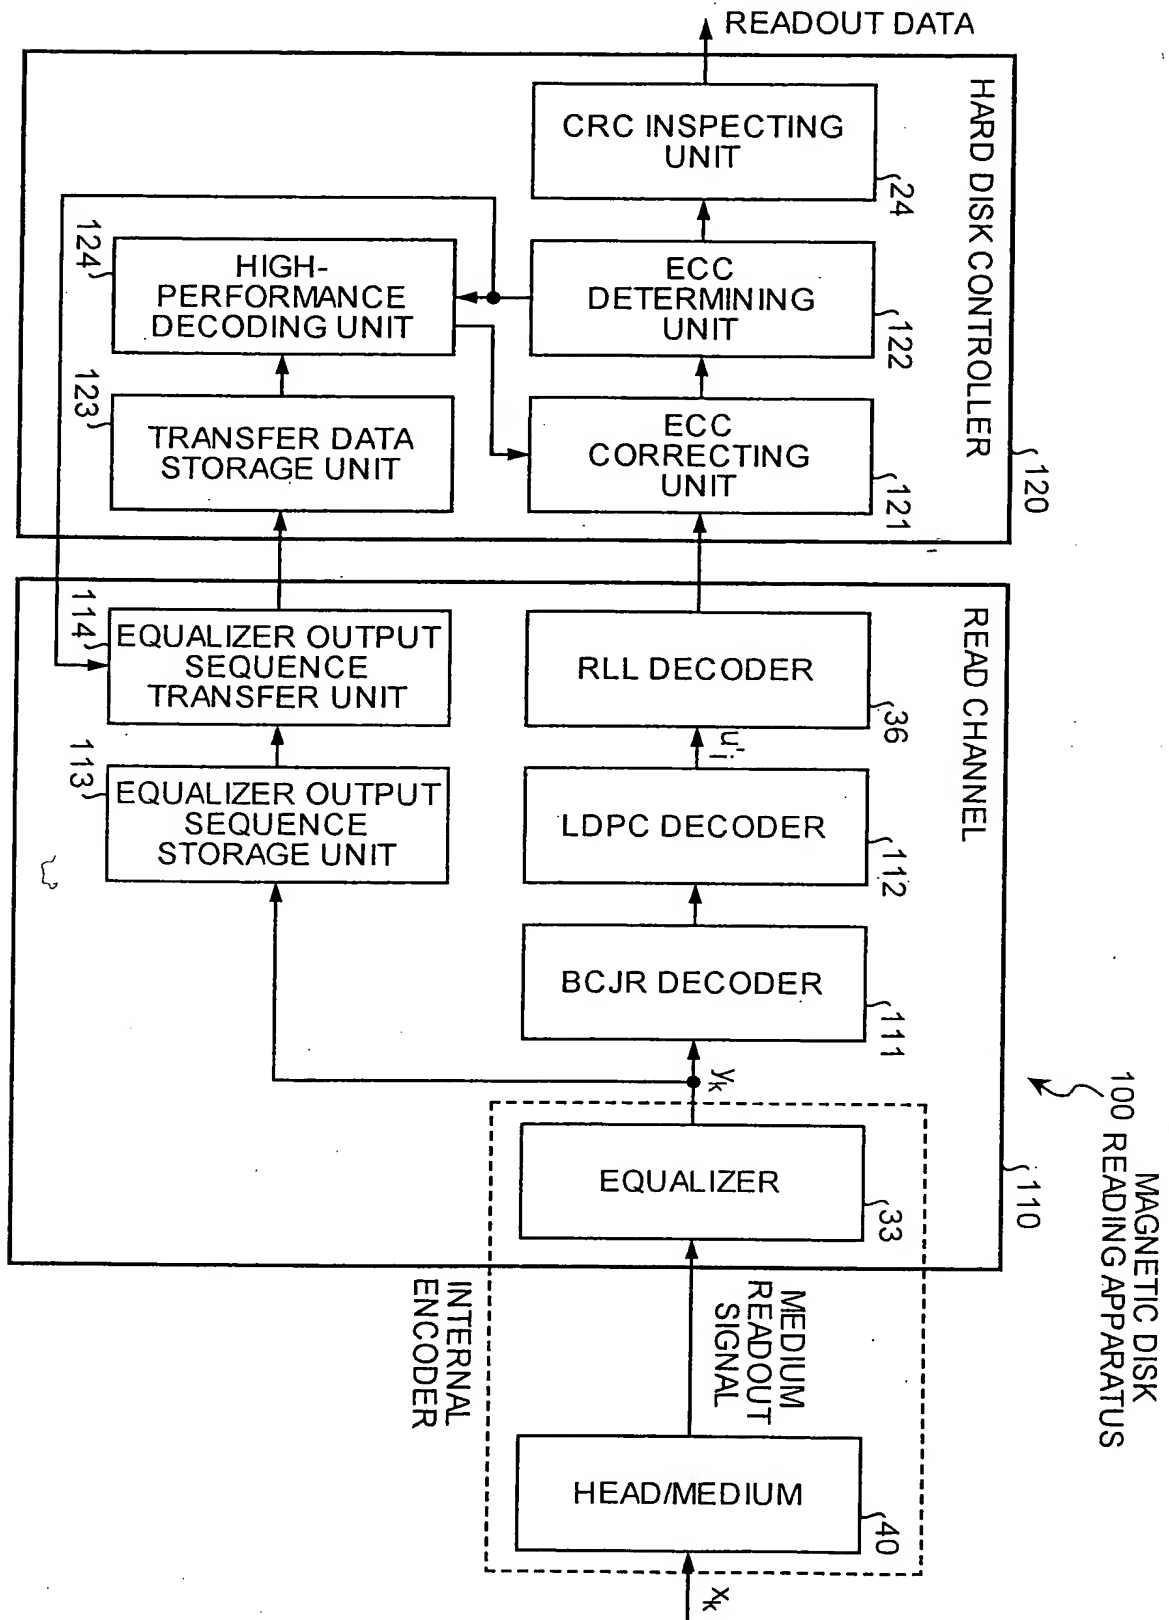 READOUT DATA
HARD DISK CONTROLLER
120
CRC INSPECTING
UNIT
24
124
HIGH-
PERFORMANCE
DECODING UNIT
ECC
DETERMINING
UNIT
122
123
TRANSFER DATA
STORAGE UNIT
ECC
CORRECTING
UNIT
121
READ CHANNEL
110
114
EQUALIZER OUTPUT
SEQUENCE
TRANSFER UNIT
RLL DECODER
36
u'i
113
EQUALIZER OUTPUT
SEQUENCE
STORAGE UNIT
LDPC DECODER
112
BCJR DECODER
111
yk
100 MAGNETIC DISK
READING APPARATUS
EQUALIZER
33
INTERNAL
ENCODER
MEDIUM
READOUT
SIGNAL
HEAD/MEDIUM
40
xk